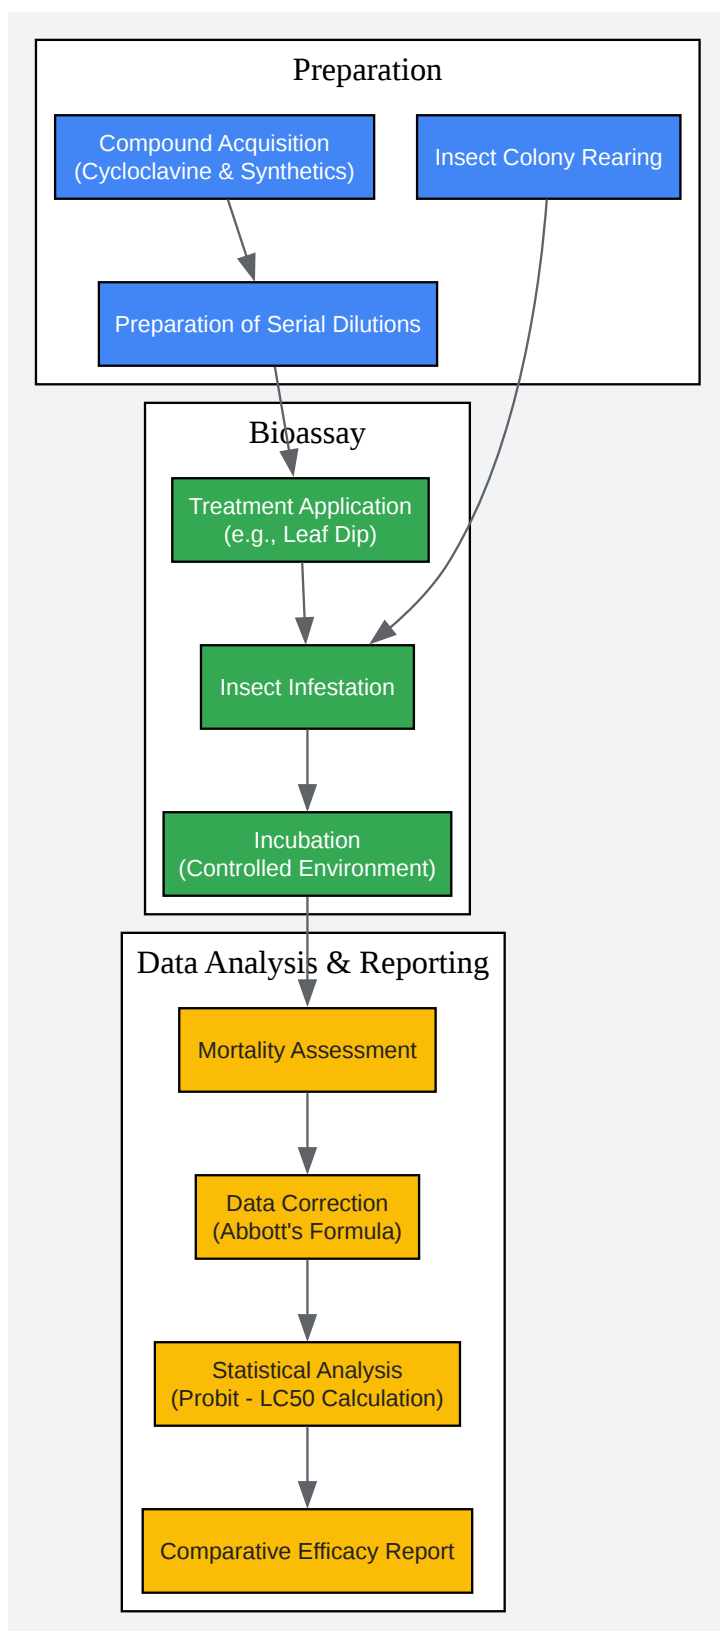 Preparation
Compound Acquisition
(Cycloclavine & Synthetics)
Insect Colony Rearing
Preparation of Serial Dilutions
Bioassay
Treatment Application
(e.g., Leaf Dip)
Insect Infestation
Incubation
(Controlled Environment)
Data Analysis & Reporting
Mortality Assessment
Data Correction
(Abbott's Formula)
Statistical Analysis
(Probit - LC50 Calculation)
Comparative Efficacy Report